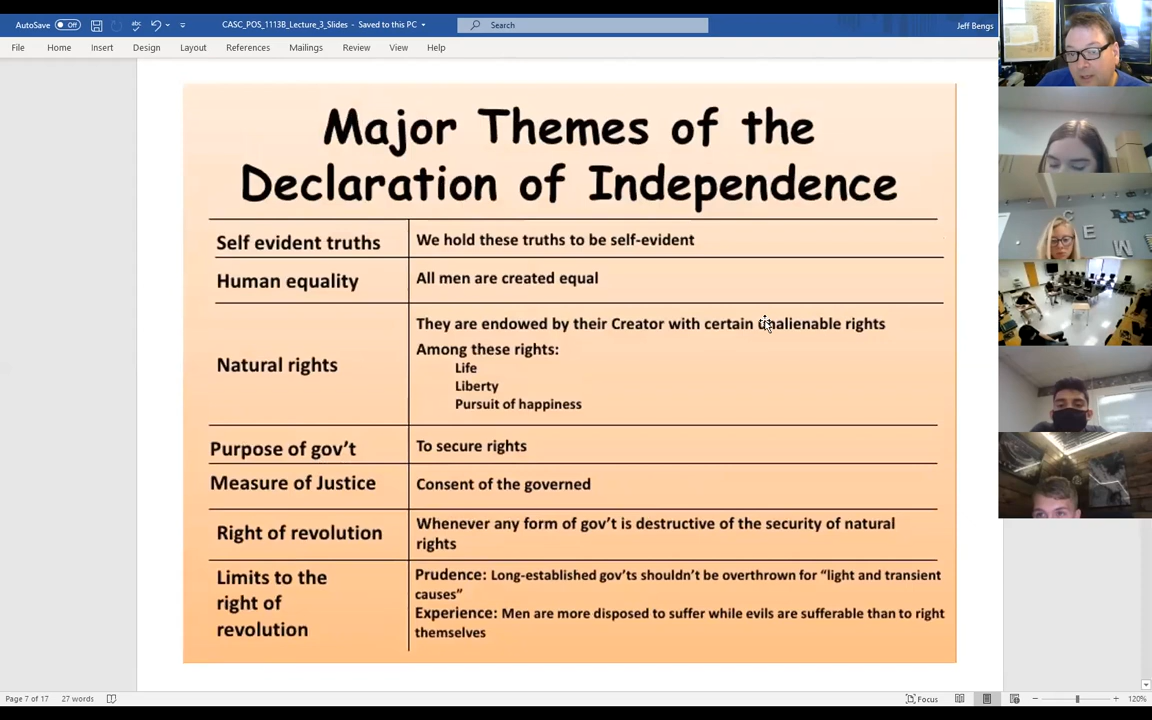 AutoSave Off
CASC_POS_1113B_Lecture_3_Slides - Saved to this PC
Search
Jeff Bengs
File Home Insert Design Layout References Mailings Review View Help
Major Themes of the
Declaration of Independence
Self evident truths
We hold these truths to be self-evident
Human equality
All men are created equal
Natural rights
They are endowed by their Creator with certain unalienable rights
Among these rights:
Life
Liberty
Pursuit of happiness
Purpose of gov't
To secure rights
Measure of Justice
Consent of the governed
Right of revolution
Whenever any form of gov't is destructive of the security of natural
rights
Limits to the
right of
revolution
Prudence: Long-established gov'ts shouldn't be overthrown for “light and transient
causes”
Experience: Men are more disposed to suffer while evils are sufferable than to right
themselves
Page 7 of 17 27 words
Focus
120%
C
E W